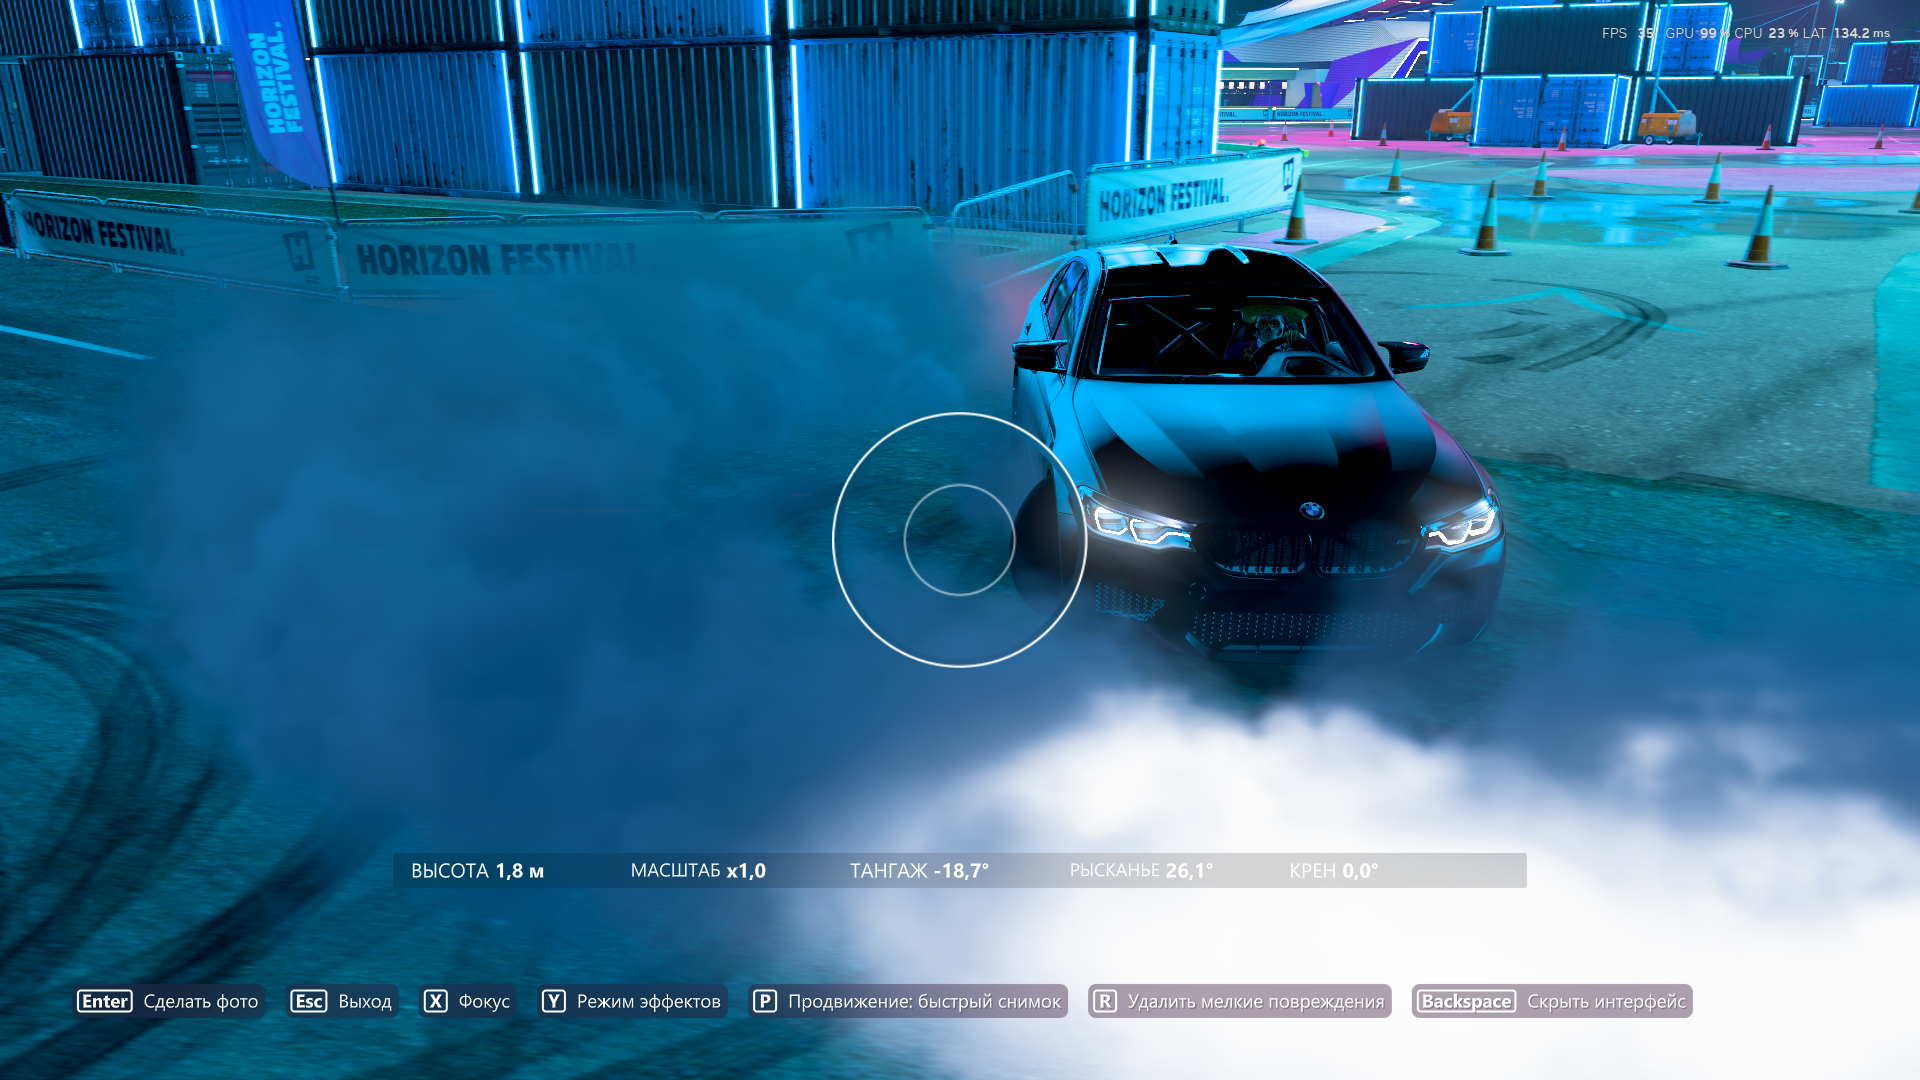 FPS 35 GPU 99 % CPU 23 % LAT 134.2 ms
HORIZON
FESTIVAL.
HORIZON FESTIVAL.
HORIZON FESTIVAL.
HORIZON FESTIVAL
HORIZON FESTIVAL.
ВЫСОТА 1,8 м МАСШТАБ x1,0 ТАНГАЖ -18,7° РЫСКАНЬЕ 26,1° КРЕН 0,0°
Enter Сделать фото Esc Выход X Фокус Y Режим эффектов P Продвижение: быстрый снимок R Удалить мелкие повреждения Backspace Скрыть интерфейс